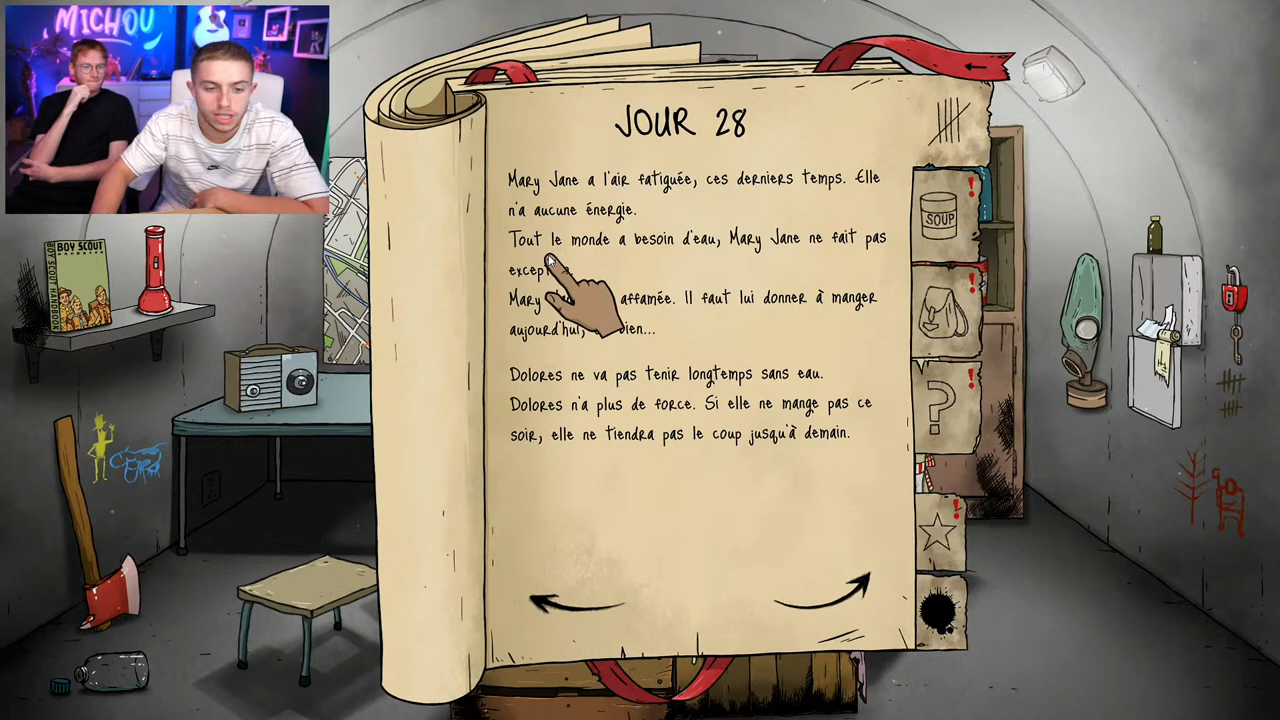 MICHOU
JOUR 28
Mary Jane a l'air fatiguée, ces derniers temps. Elle
n'a aucune énergie.
Tout le monde a besoin d'eau, Mary Jane ne fait pas
Mary affamée. Il faut lui donner à manger
aujourd'hui,
Dolores ne va pas tenir longtemps sans eau.
Dolores n'a plus de force. Si elle ne mange pas ce
soir, elle ne tiendra pas le coup jusqu'à demain.
SOUP
!
!
?
!
!
BOY SCOUT
BOY SCOUT HANDBOOK